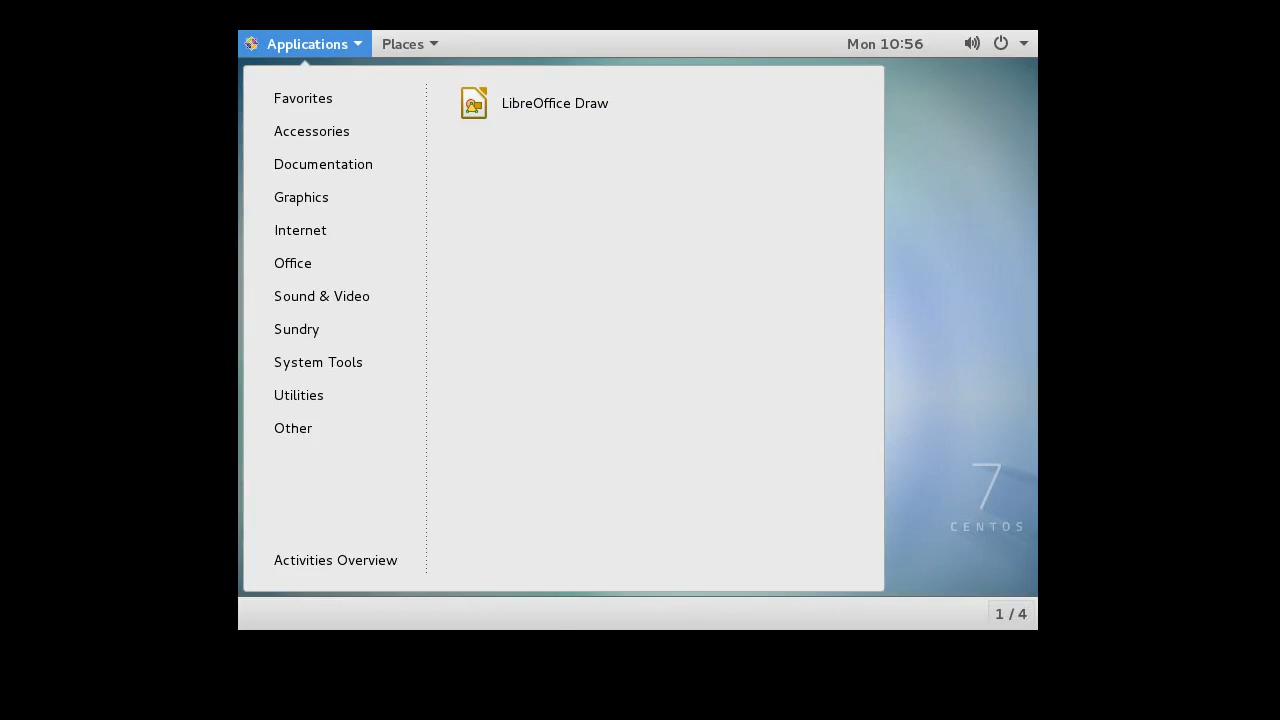 Applications Places Mon 10:56
Favorites
LibreOffice Draw
Accessories
Documentation
Graphics
Internet
Office
Sound & Video
Sundry
System Tools
Utilities
Other
Activities Overview
7
CENTOS
1 / 4